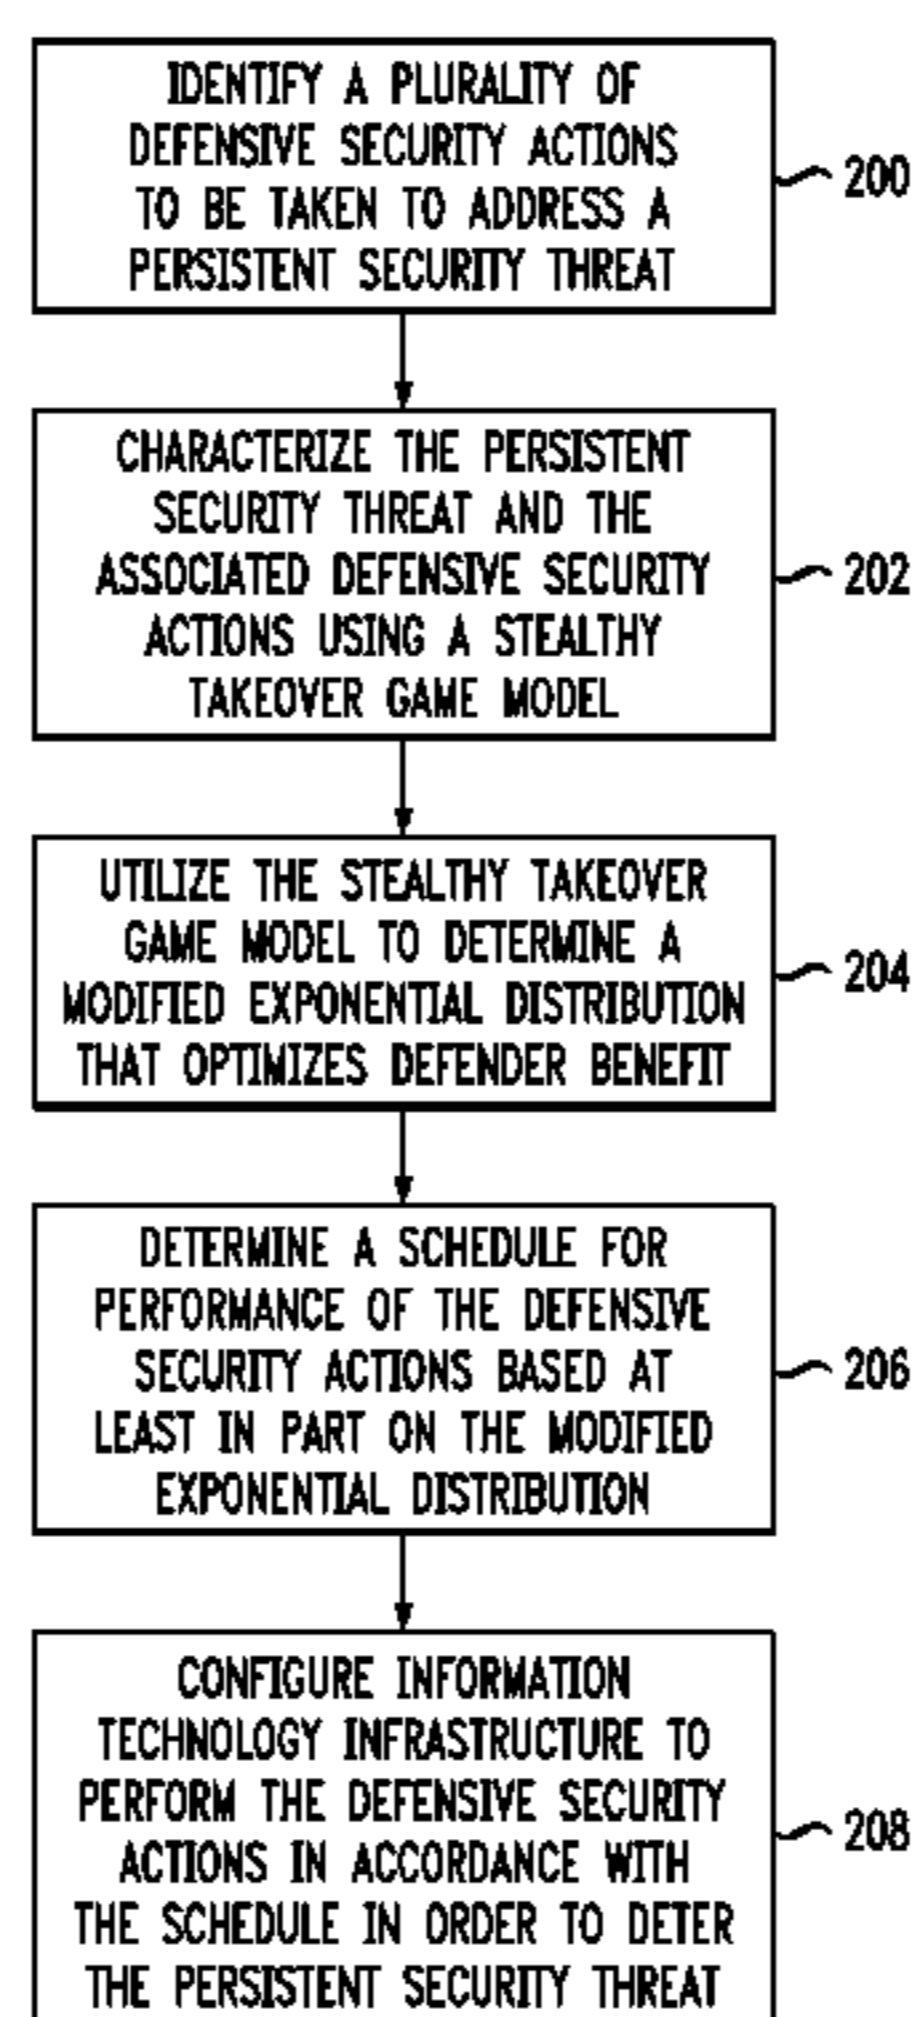 IDENTIFY A PLURALITY OF
DEFENSIVE SECURITY ACTIONS
TO BE TAKEN TO ADDRESS A
PERSISTENT SECURITY THREAT
200
CHARACTERIZE THE PERSISTENT
SECURITY THREAT AND THE
ASSOCIATED DEFENSIVE SECURITY
ACTIONS USING A STEALTHY
TAKEOVER GAME MODEL
202
UTILIZE THE STEALTHY TAKEOVER
GAME MODEL TO DETERMINE A
MODIFIED EXPONENTIAL DISTRIBUTION
THAT OPTIMIZES DEFENDER BENEFIT
204
DETERMINE A SCHEDULE FOR
PERFORMANCE OF THE DEFENSIVE
SECURITY ACTIONS BASED AT
LEAST IN PART ON THE MODIFIED
EXPONENTIAL DISTRIBUTION
206
CONFIGURE INFORMATION
TECHNOLOGY INFRASTRUCTURE TO
PERFORM THE DEFENSIVE SECURITY
ACTIONS IN ACCORDANCE WITH
THE SCHEDULE IN ORDER TO DETER
THE PERSISTENT SECURITY THREAT
208